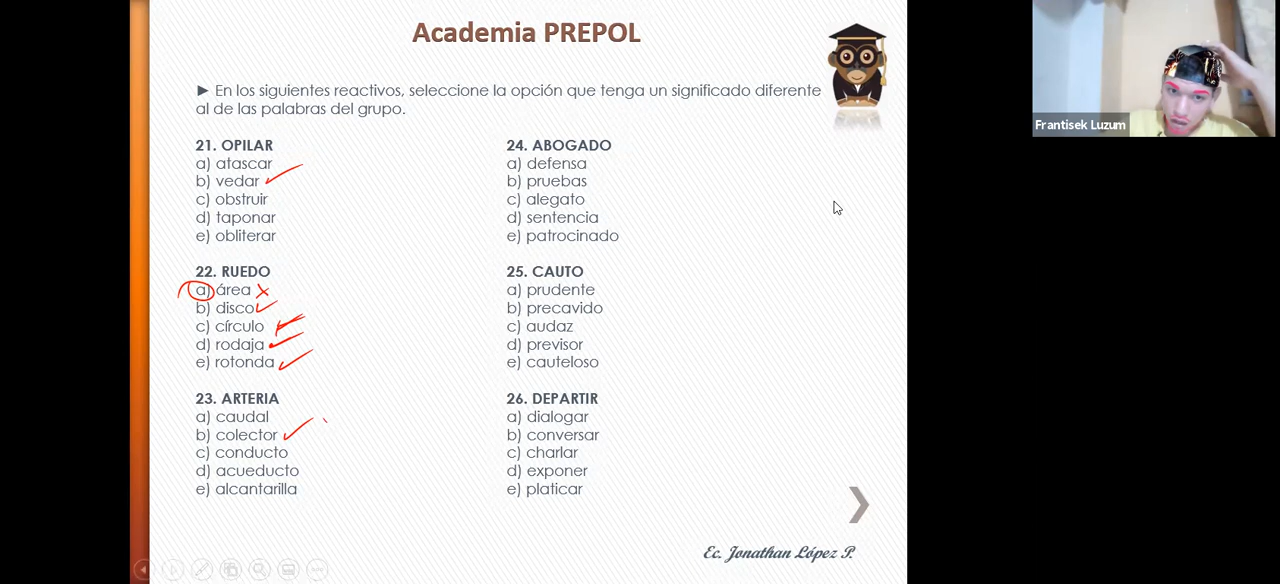 Academia PREPOL
► En los siguientes reactivos, seleccione la opción que tenga un significado diferente
al de las palabras del grupo.
21. OPILAR
a) atascar
b) vedar
c) obstruir
d) taponar
e) obliterar
22. RUEDO
a) área
b) disco
c) círculo
d) rodaja
e) rotonda
23. ARTERIA
a) caudal
b) colector
c) conducto
d) acueducto
e) alcantarilla
24. ABOGADO
a) defensa
b) pruebas
c) alegato
d) sentencia
e) patrocinado
25. CAUTO
a) prudente
b) precavido
c) audaz
d) previsor
e) cauteloso
26. DEPARTIR
a) dialogar
b) conversar
c) charlar
d) exponer
e) platicar
Ec. Jonathan López P.
Frantisek Luzum